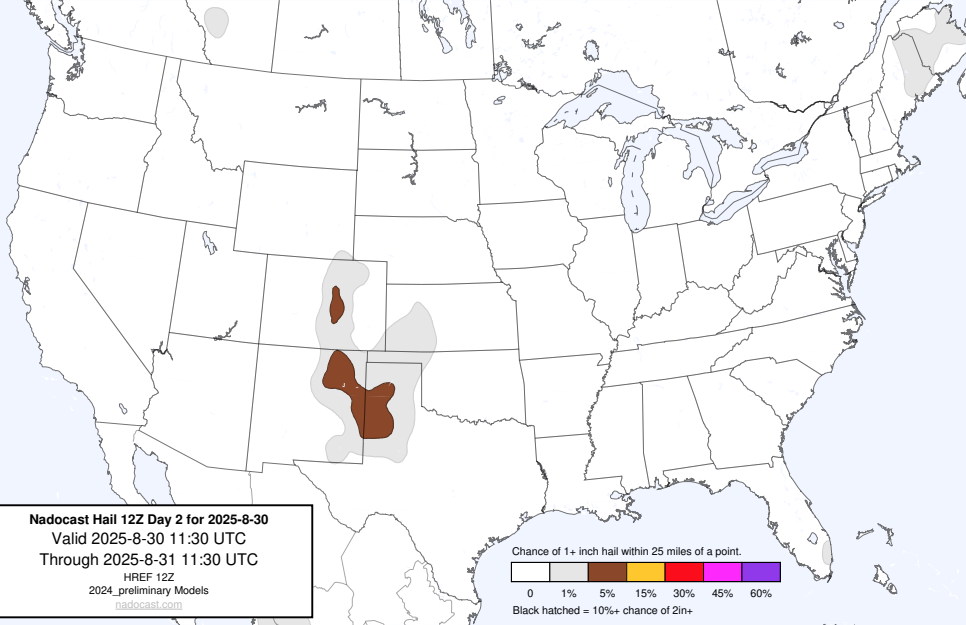 Nadocast Hail 12Z Day 2 for 2025-8-30
Valid 2025-8-30 11:30 UTC
Through 2025-8-31 11:30 UTC
HREF 12Z
2024_preliminary Models
nadocast.com
Chance of 1+ inch hail within 25 miles of a point.
0 1% 5% 15% 30% 45% 60%
Black hatched = 10%+ chance of 2in+